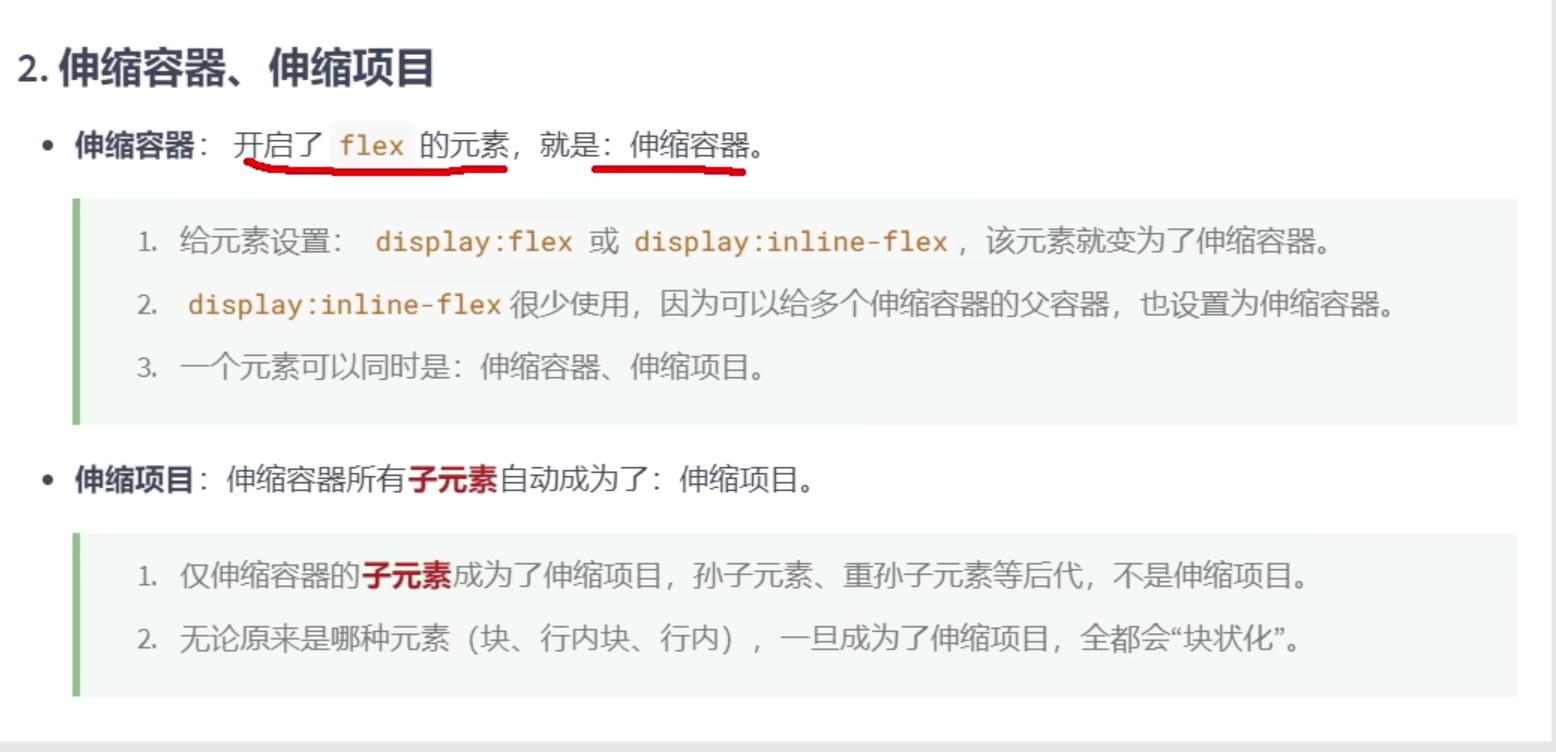 2. 伸缩容器、伸缩项目
• 伸缩容器： 开启了 flex 的元素，就是：伸缩容器。
1. 给元素设置： display:flex 或 display:inline-flex ，该元素就变为了伸缩容器。
2. display:inline-flex 很少使用，因为可以给多个伸缩容器的父容器，也设置为伸缩容器。
3. 一个元素可以同时是：伸缩容器、伸缩项目。
• 伸缩项目：伸缩容器所有子元素自动成为了：伸缩项目。
1. 仅伸缩容器的子元素成为了伸缩项目，孙子元素、重孙子元素等后代，不是伸缩项目。
2. 无论原来是哪种元素（块、行内块、行内），一旦成为了伸缩项目，全都会“块状化”。